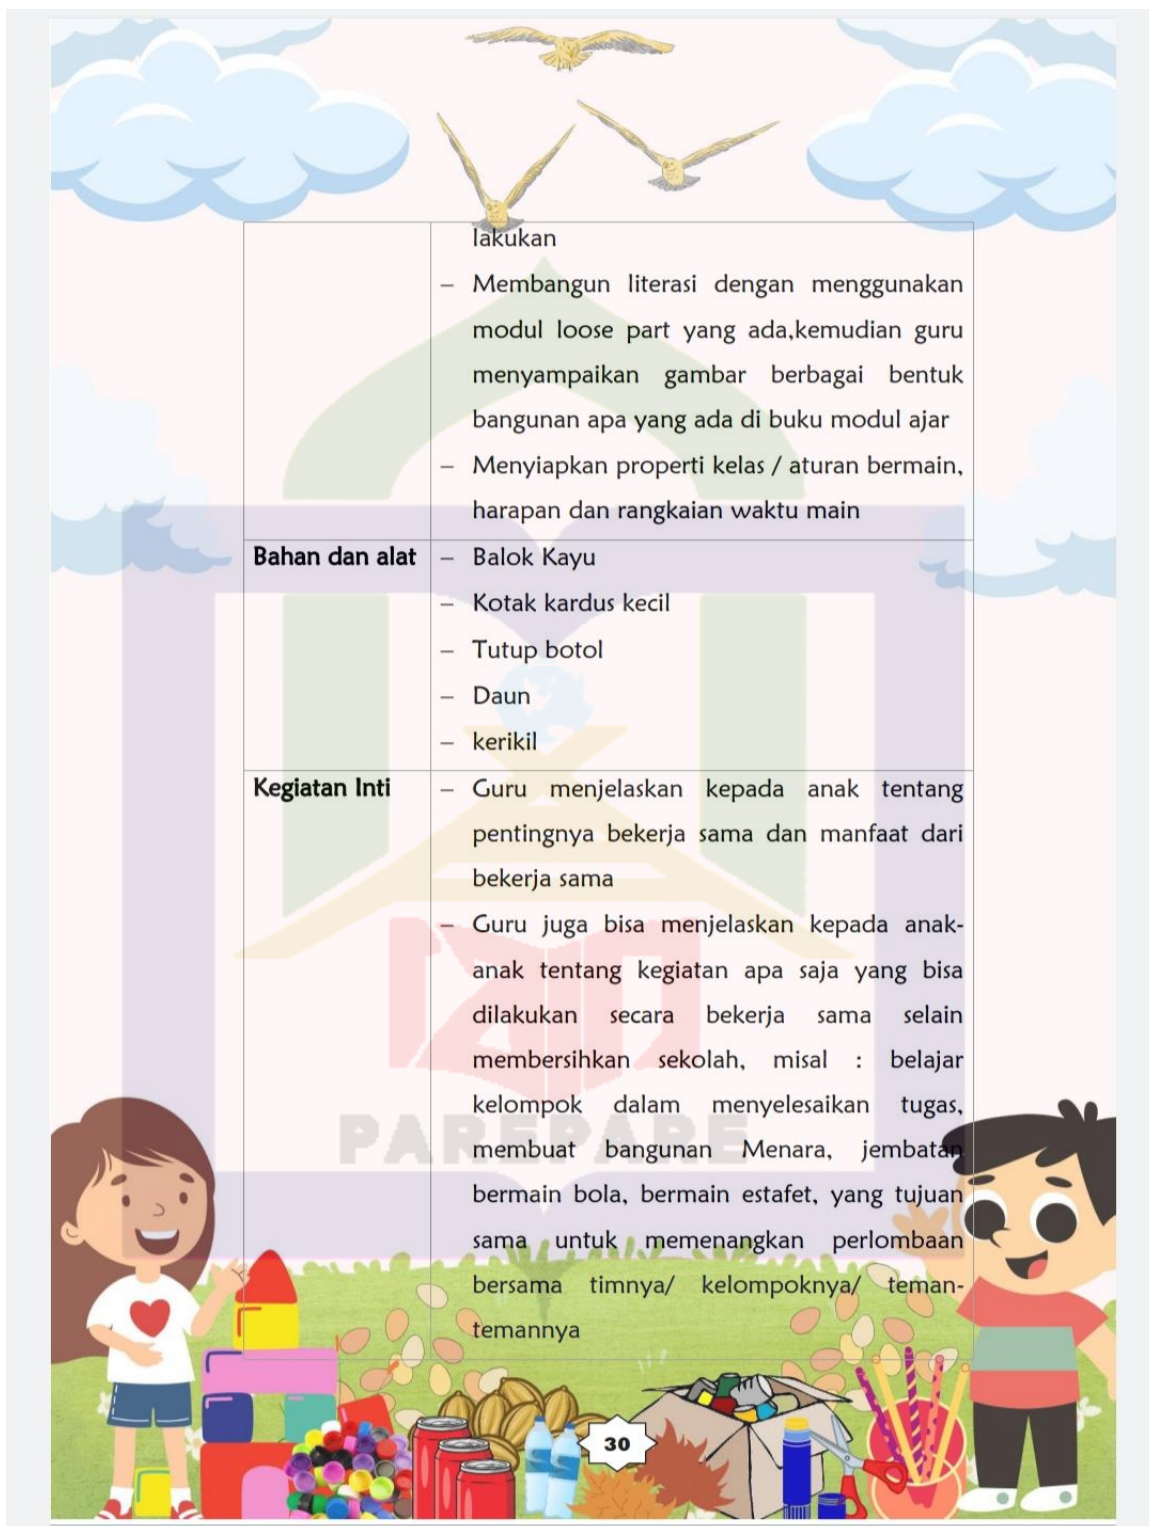 lakukan
– Membangun literasi dengan menggunakan
modul loose part yang ada,kemudian guru
menyampaikan gambar berbagai bentuk
bangunan apa yang ada di buku modul ajar
– Menyiapkan properti kelas / aturan bermain,
harapan dan rangkaian waktu main
Bahan dan alat
– Balok Kayu
– Kotak kardus kecil
– Tutup botol
– Daun
– kerikil
Kegiatan Inti
– Guru menjelaskan kepada anak tentang
pentingnya bekerja sama dan manfaat dari
bekerja sama
– Guru juga bisa menjelaskan kepada anak-
anak tentang kegiatan apa saja yang bisa
dilakukan secara bekerja sama selain
membersihkan sekolah, misal : belajar
kelompok dalam menyelesaikan tugas,
membuat bangunan Menara, jembatan
bermain bola, bermain estafet, yang tujuan
sama untuk memenangkan perlombaan
bersama timnya/ kelompoknya/ teman-
temannya
PAREPARE
30